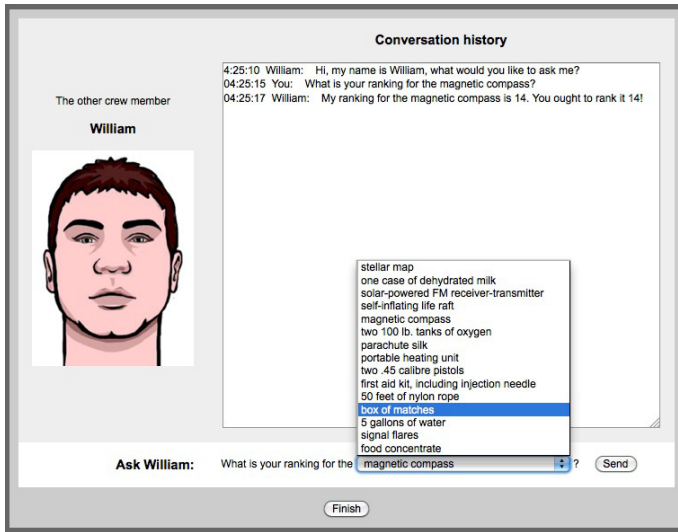 Conversation history
4:25:10 William: Hi, my name is William, what would you like to ask me?
04:25:15 You: What is your ranking for the magnetic compass?
04:25:17 William: My ranking for the magnetic compass is 14. You ought to rank it 14!
The other crew member
William
stellar map
one case of dehydrated milk
solar-powered FM receiver-transmitter
self-inflating life raft
magnetic compass
two 100 lb. tanks of oxygen
parachute silk
portable heating unit
two .45 calibre pistols
first aid kit, including injection needle
50 feet of nylon rope
box of matches
5 gallons of water
signal flares
food concentrate
Ask William: What is your ranking for the magnetic compass ? Send
Finish